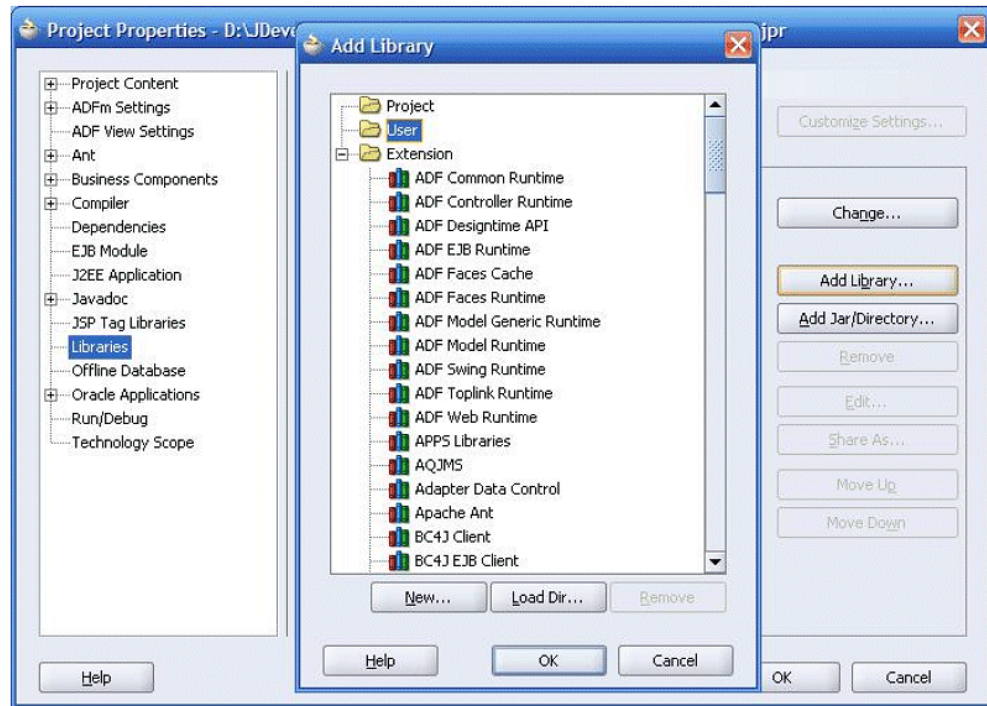 Project Properties - D:\JDeve
jpr
Project Content
ADFm Settings
ADF View Settings
Ant
Business Components
Compiler
Dependencies
EJB Module
J2EE Application
Javadoc
JSP Tag Libraries
Libraries
Offline Database
Oracle Applications
Run/Debug
Technology Scope
Help
Add Library
Project
User
Extension
ADF Common Runtime
ADF Controller Runtime
ADF Designtime API
ADF EJB Runtime
ADF Faces Cache
ADF Faces Runtime
ADF Model Generic Runtime
ADF Model Runtime
ADF Swing Runtime
ADF Toplink Runtime
ADF Web Runtime
APPS Libraries
AQJMS
Adapter Data Control
Apache Ant
BC4J Client
BC4J EJB Client
New... Load Dir... Remove
Help OK Cancel
Customize Settings...
Change...
Add Library...
Add Jar/Directory...
Remove
Edit...
Share As...
Move Up
Move Down
OK Cancel